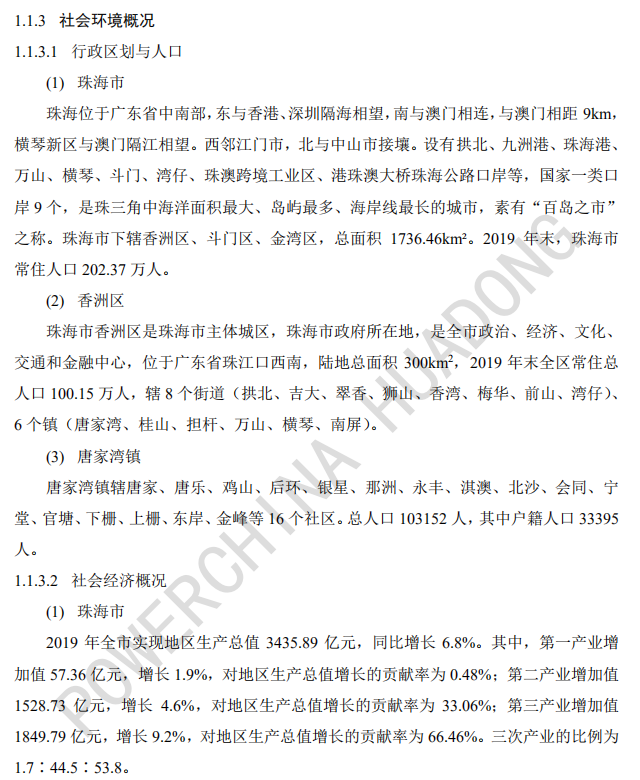 1.1.3 社会环境概况
1.1.3.1 行政区划与人口
(1) 珠海市
珠海位于广东省中南部,东与香港、深圳隔海相望,南与澳门相连,与澳门相距 9km,
横琴新区与澳门隔江相望。西邻江门市,北与中山市接壤。设有拱北、九洲港、珠海港、
万山、横琴、斗门、湾仔、珠澳跨境工业区、港珠澳大桥珠海公路口岸等,国家一类口
岸 9 个,是珠三角中海洋面积最大、岛屿最多、海岸线最长的城市,素有“百岛之市”
之称。珠海市下辖香洲区、斗门区、金湾区,总面积 1736.46km²。2019 年末,珠海市
常住人口 202.37 万人。
(2) 香洲区
珠海市香洲区是珠海市主体城区,珠海市政府所在地,是全市政治、经济、文化、
交通和金融中心,位于广东省珠江口西南,陆地总面积 300km²,2019 年末全区常住总
人口 100.15 万人,辖 8 个街道(拱北、吉大、翠香、狮山、香湾、梅华、前山、湾仔)、
6 个镇(唐家湾、桂山、担杆、万山、横琴、南屏)。
(3) 唐家湾镇
唐家湾镇辖唐家、唐乐、鸡山、后环、银星、那洲、永丰、淇澳、北沙、会同、宁
堂、官塘、下栅、上栅、东岸、金峰等 16 个社区。总人口 103152 人,其中户籍人口 33395
人。
1.1.3.2 社会经济概况
(1) 珠海市
2019 年全市实现地区生产总值 3435.89 亿元,同比增长 6.8%。其中,第一产业增
加值 57.36 亿元,增长 1.9%,对地区生产总值增长的贡献率为 0.48%;第二产业增加值
1528.73 亿元,增长 4.6%,对地区生产总值增长的贡献率为 33.06%;第三产业增加值
1849.79 亿元,增长 9.2%,对地区生产总值增长的贡献率为 66.46%。三次产业的比例为
1.7∶44.5∶53.8。
POWERCHINA HUADONG